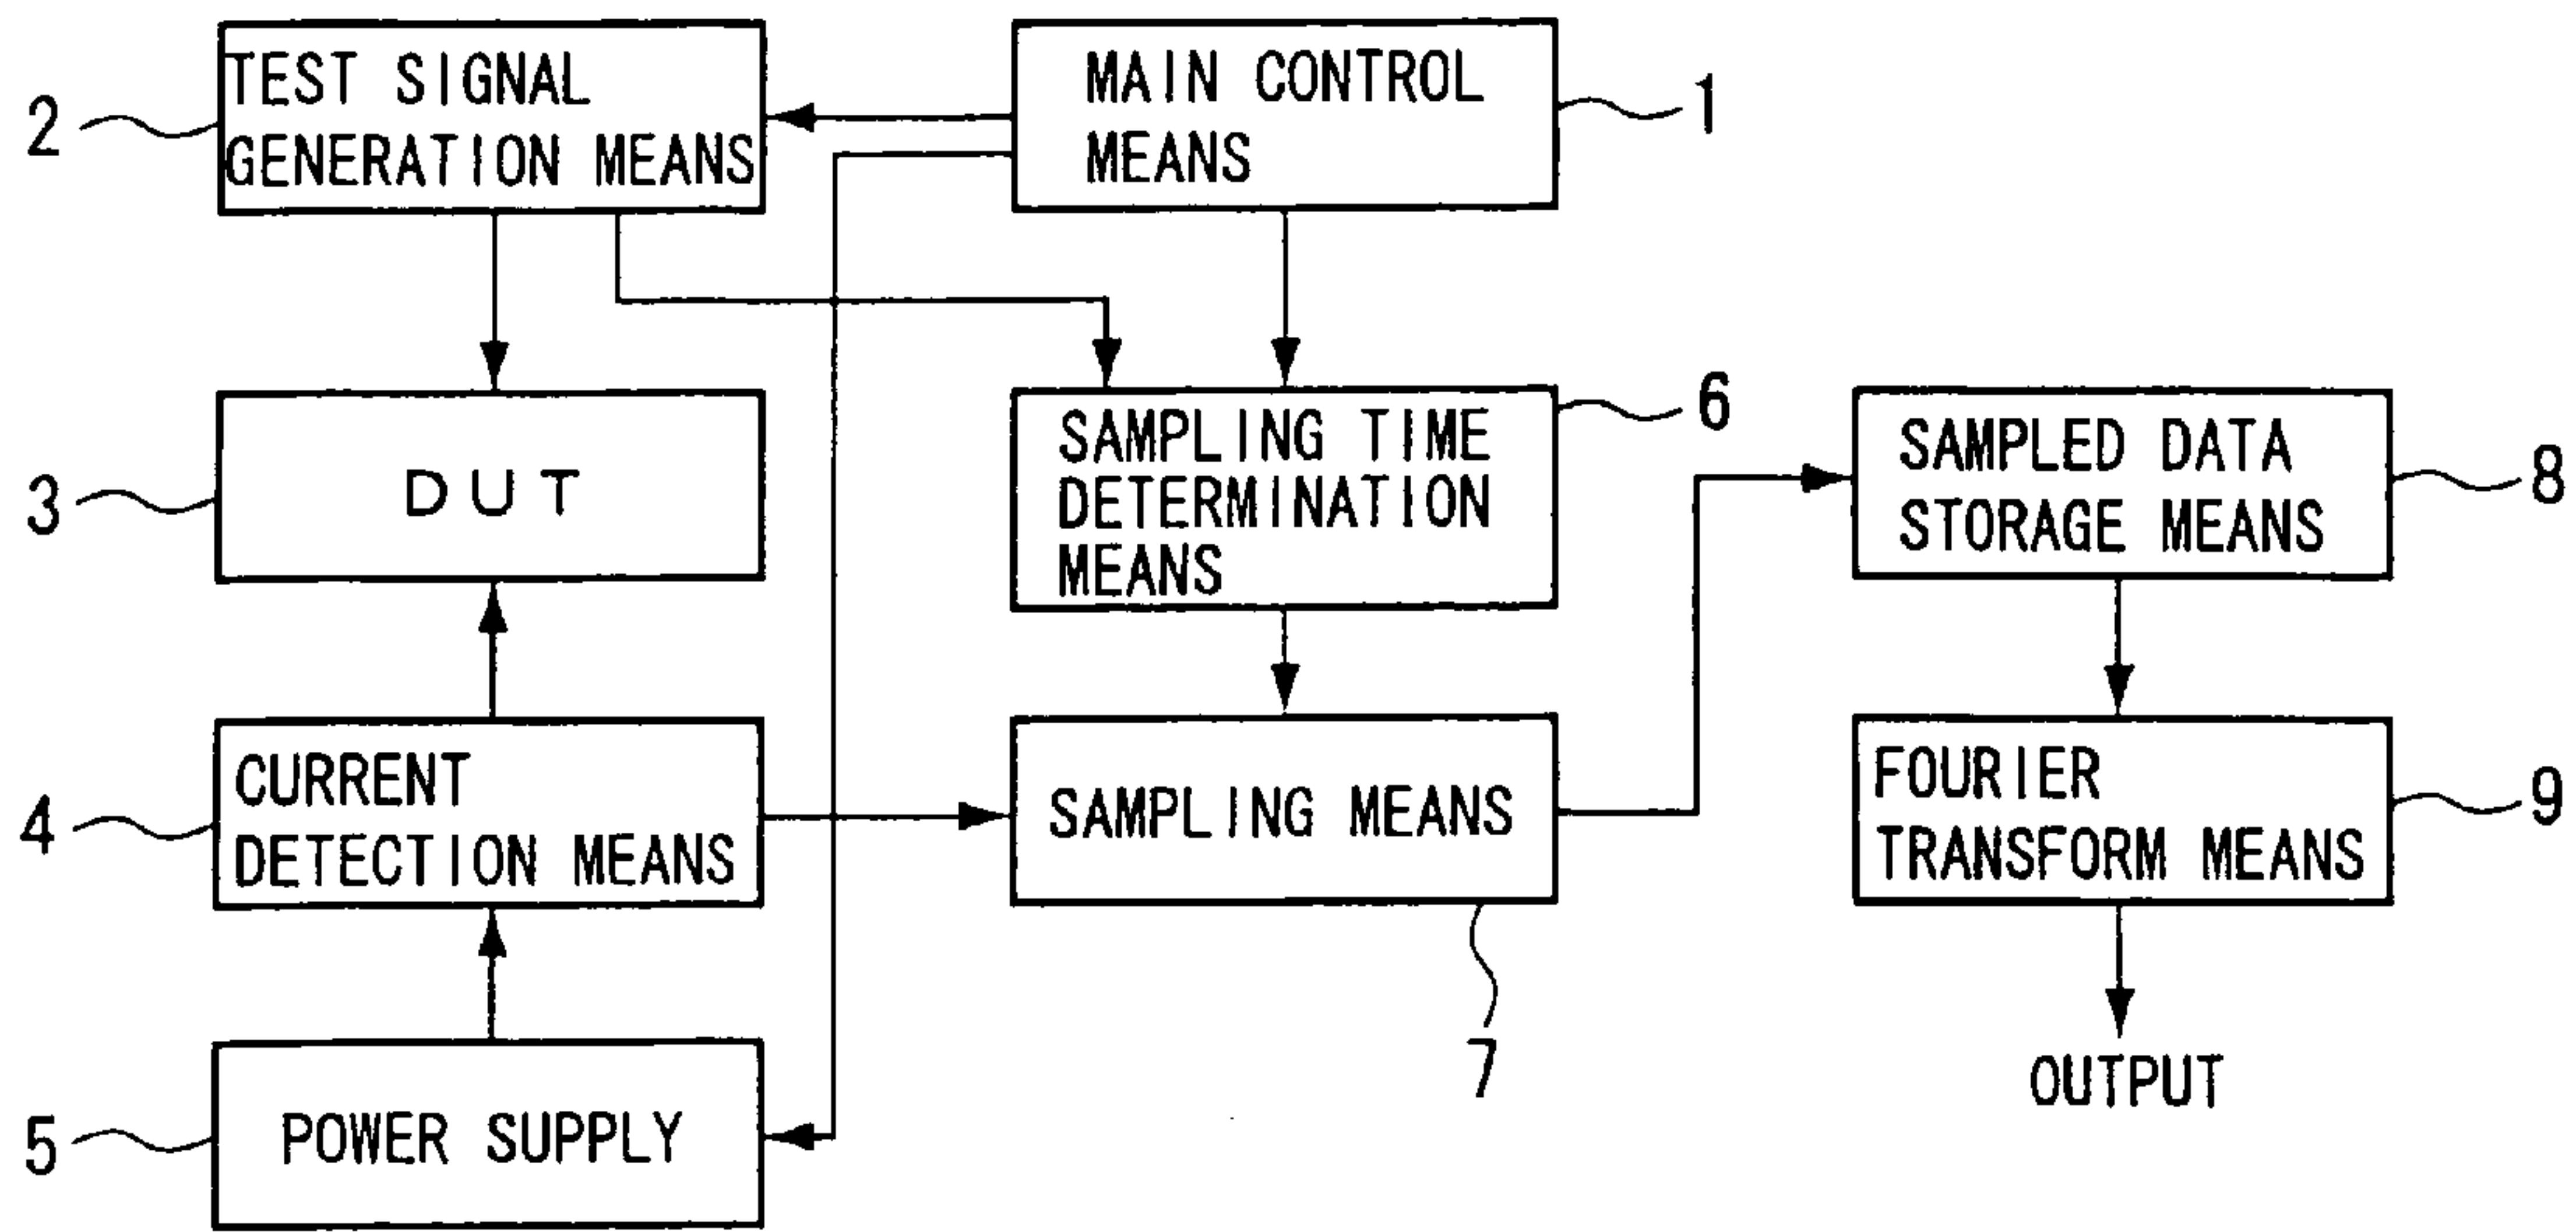 2
TEST SIGNAL
GENERATION MEANS
MAIN CONTROL
MEANS
1
3
DUT
SAMPLING TIME
DETERMINATION
MEANS
6
SAMPLED DATA
STORAGE MEANS
8
4
CURRENT
DETECTION MEANS
SAMPLING MEANS
7
FOURIER
TRANSFORM MEANS
9
5
POWER SUPPLY
OUTPUT